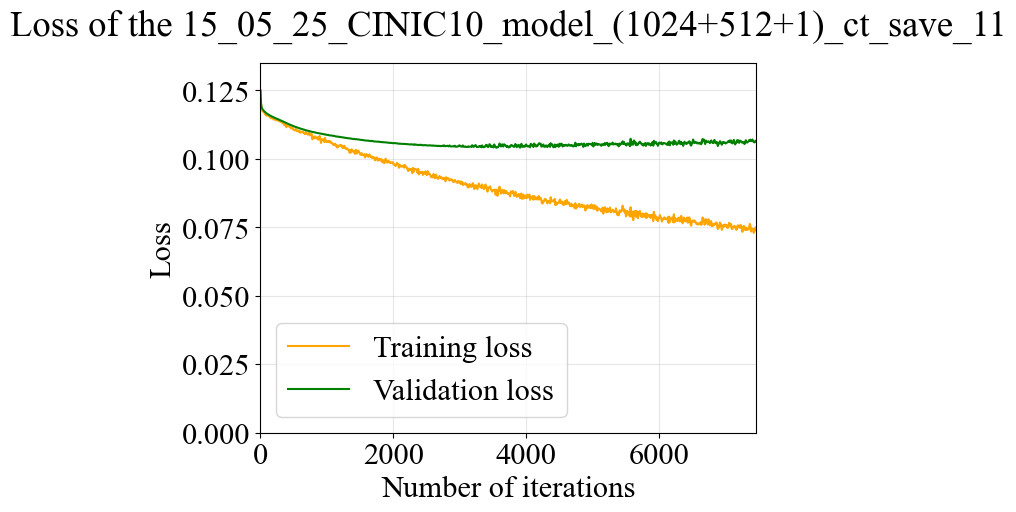 Loss of the 15_05_25_CINIC10_model_(1024+512+1)_ct_save_11
0.125
0.100
0.075
0.050
0.025
0.000
Loss
Training loss
Validation loss
0 2000 4000 6000
Number of iterations